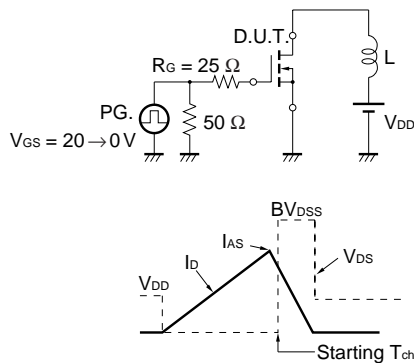 D.U.T.
RG = 25 Ω
L
PG.
50 Ω
VDD
VGS = 20 → 0 V
BVDSS
IAS
ID
VDS
VDD
Starting Tch